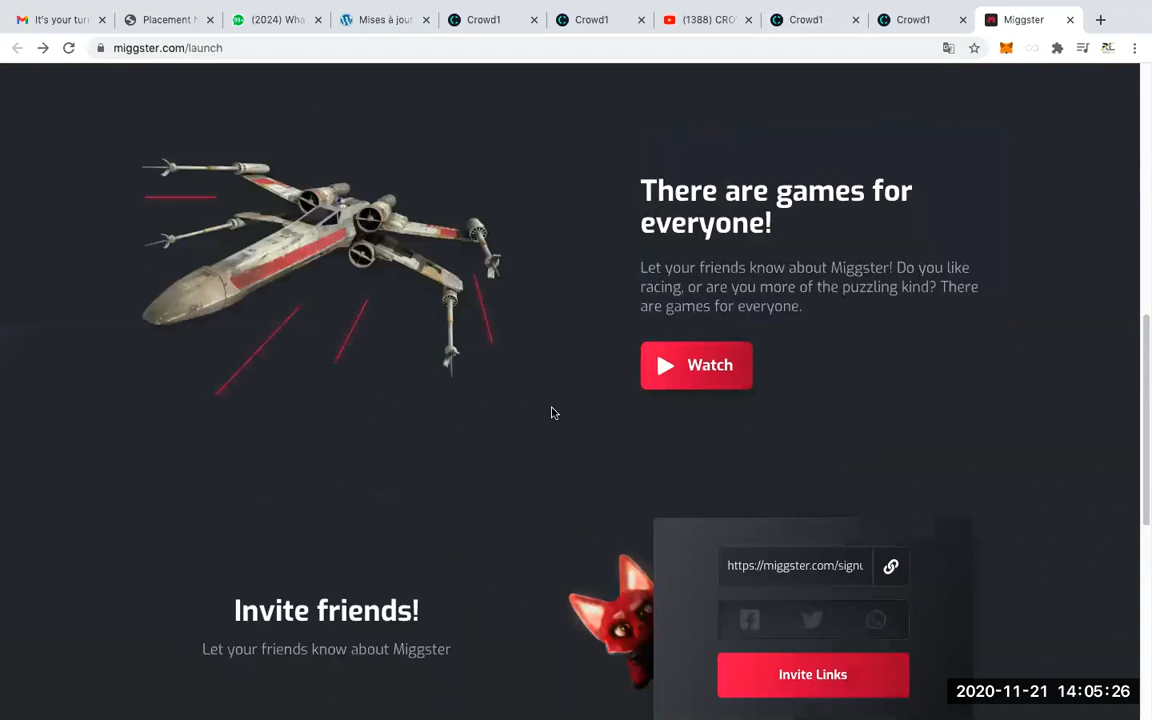 It's your turn
Placement M
(2024) Wha
Mises à jour
Crowd1
Crowd1
(1388) CRO
Crowd1
Crowd1
Miggster
miggster.com/launch
There are games for
everyone!
Let your friends know about Miggster! Do you like
racing, or are you more of the puzzling kind? There
are games for everyone.
Watch
Invite friends!
Let your friends know about Miggster
https://miggster.com/signu
Invite Links
2020-11-21 14:05:26